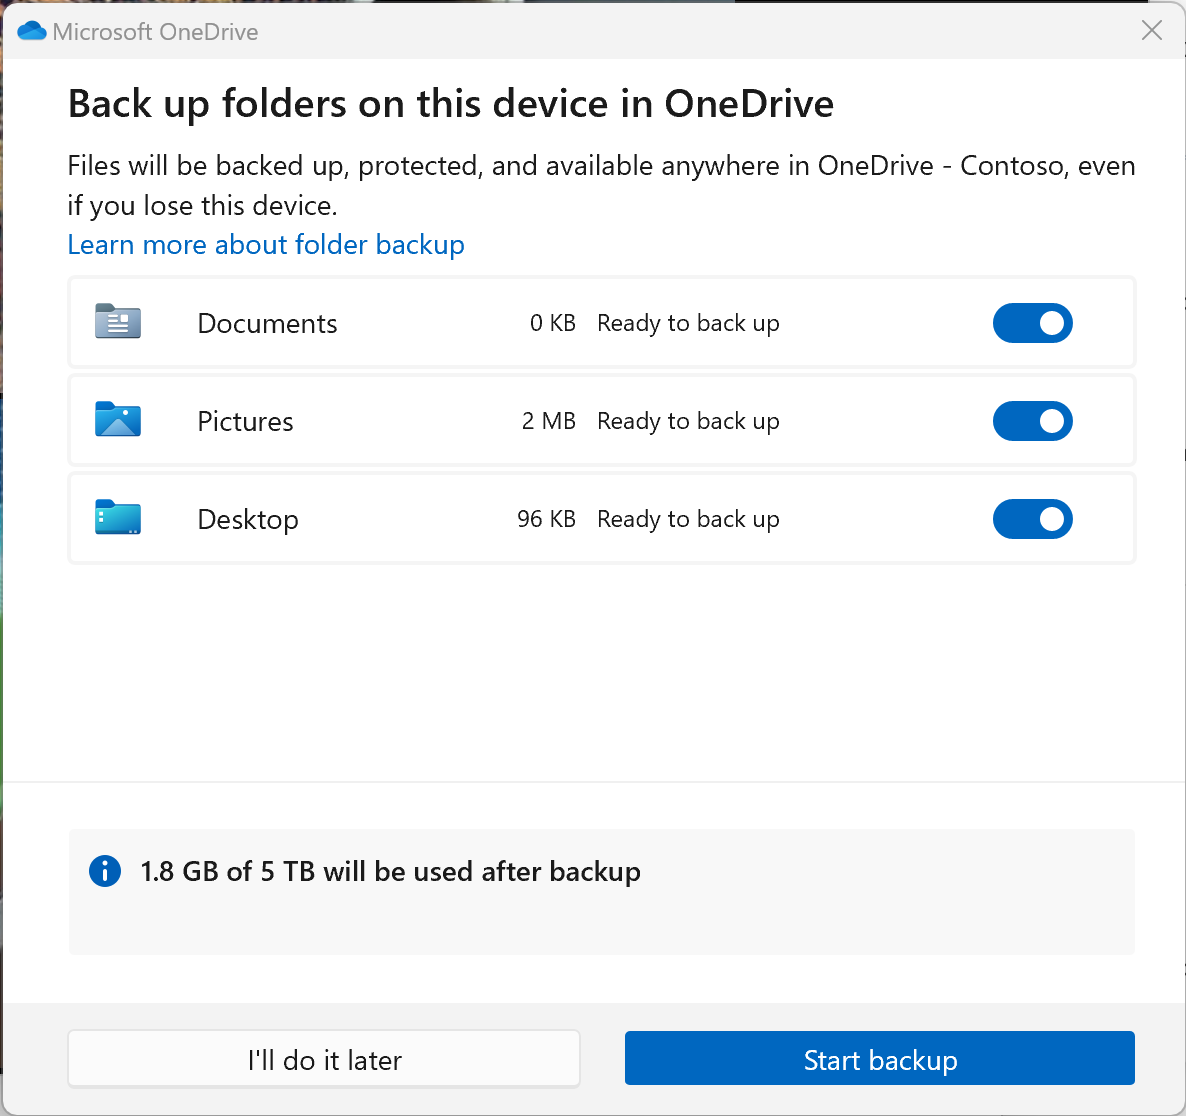 Microsoft OneDrive
Back up folders on this device in OneDrive
Files will be backed up, protected, and available anywhere in OneDrive - Contoso, even
if you lose this device.
Learn more about folder backup
Documents 0 KB Ready to back up
Pictures 2 MB Ready to back up
Desktop 96 KB Ready to back up
1.8 GB of 5 TB will be used after backup
I'll do it later Start backup